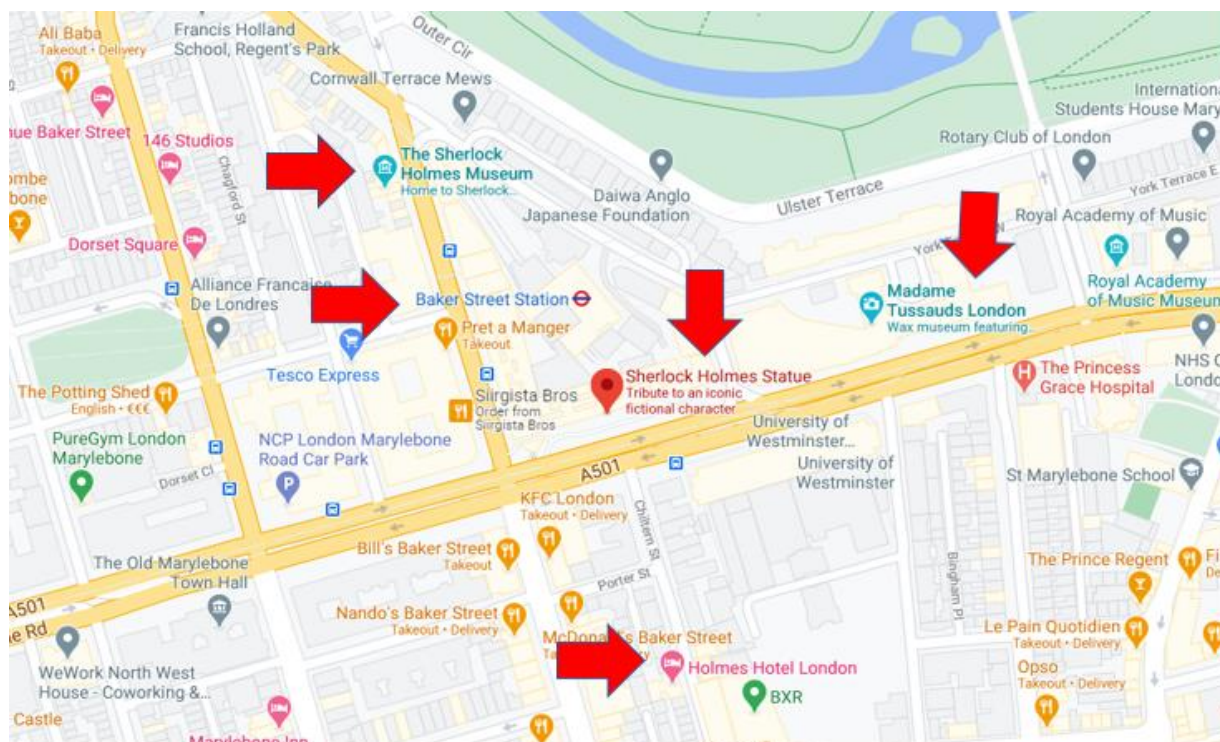 Ali Baba
Takeout • Delivery
Francis Holland
School, Regent's Park
Outer Cir
Cornwall Terrace Mews
International
Students House Mary
Rotary Club of London
Baker Street
146 Studios
Chagford St
The Sherlock
Holmes Museum
Home to Sherlock...
Daiwa Anglo
Japanese Foundation
Ulster Terrace
York Terrace E
Royal Academy of Music
Dorset Square
Alliance Francaise
De Londres
Baker Street Station
Madame
Tussauds London
Wax museum featuring...
Royal Academy
of Music Museum
Pret a Manger
Takeout
Tesco Express
Sherlock Holmes Statue
Tribute to an iconic
fictional character
The Princess
Grace Hospital
NHS
The Potting Shed
English • €€€
Siirgista Bros
Order from
Siirgista Bros
PureGym London
Marylebone
NCP London Marylebone
Road Car Park
Dorset Cl
A501
University of
Westminster...
University of
Westminster
St Marylebone School
KFC London
Takeout • Delivery
Chiltern St
Bill's Baker Street
Takeout
The Old Marylebone
Town Hall
Porter St
Bingham Pl
The Prince Regent
A501
Rd
Nando's Baker Street
Takeout • Delivery
McDonald's Baker Street
Delivery
Holmes Hotel London
Le Pain Quotidien
Takeout • Delivery
WeWork North West
House - Coworking &...
Opso
Takeout • Delivery
BXR
Castle